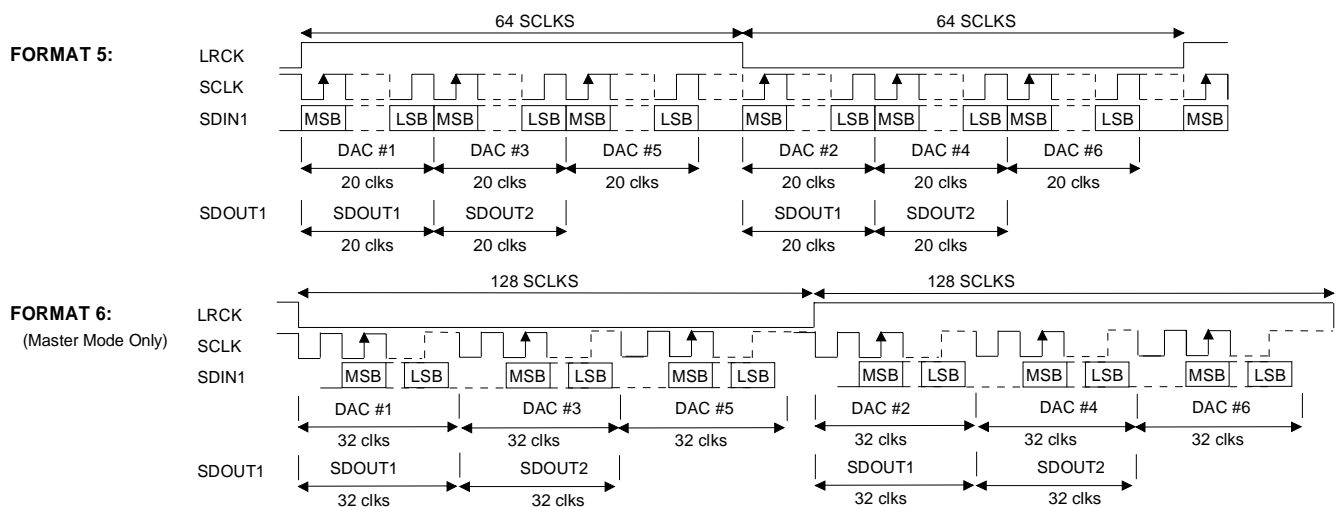 64 SCLKS 64 SCLKS
FORMAT 5: LRCK
SCLK
SDIN1 MSB LSB MSB LSB MSB LSB MSB LSB MSB LSB MSB LSB MSB
DAC #1 DAC #3 DAC #5 DAC #2 DAC #4 DAC #6
20 clks 20 clks 20 clks 20 clks 20 clks 20 clks
SDOUT1 SDOUT1 SDOUT2 SDOUT1 SDOUT2
20 clks 20 clks 20 clks 20 clks
128 SCLKS 128 SCLKS
FORMAT 6: LRCK
(Master Mode Only) SCLK
SDIN1 MSB LSB MSB LSB MSB LSB MSB LSB MSB LSB MSB LSB
DAC #1 DAC #3 DAC #5 DAC #2 DAC #4 DAC #6
32 clks 32 clks 32 clks 32 clks 32 clks 32 clks
SDOUT1 SDOUT1 SDOUT2 SDOUT1 SDOUT2
32 clks 32 clks 32 clks 32 clks